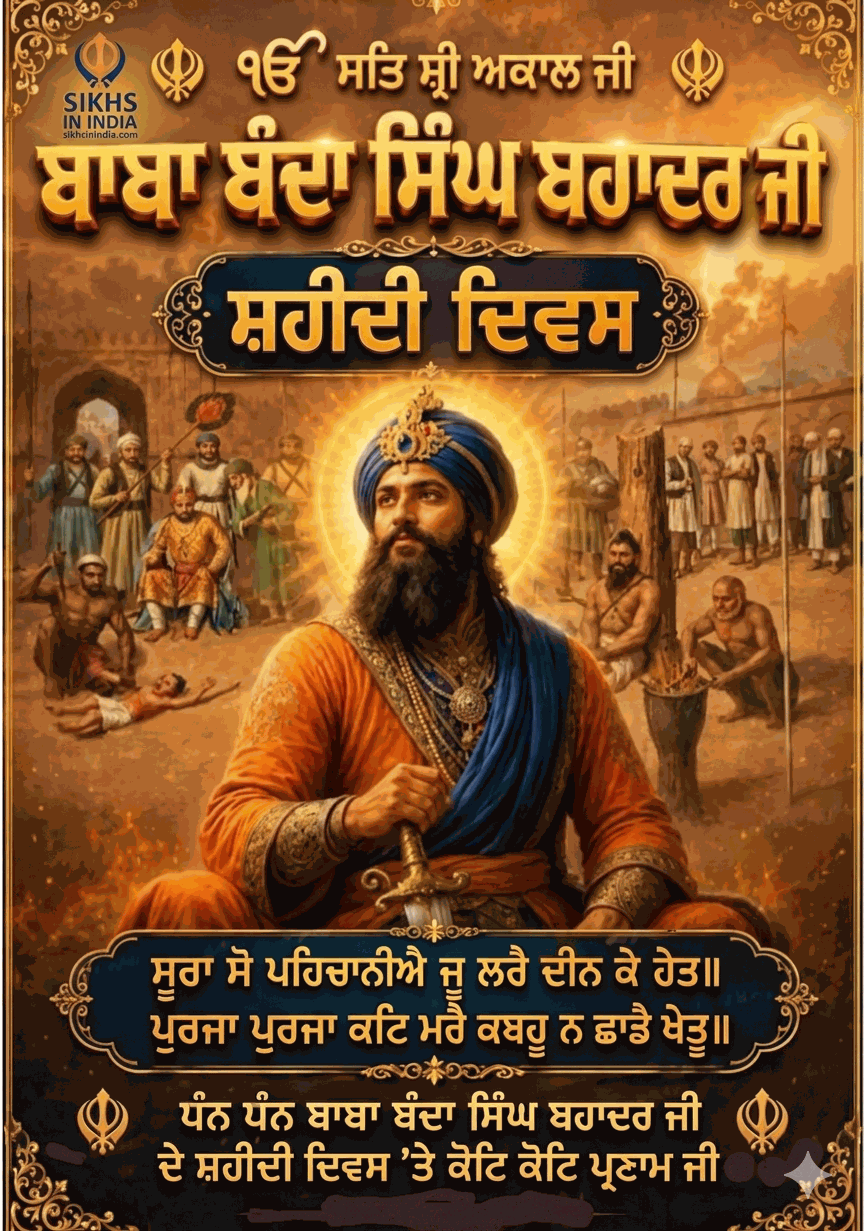 ੴ ਸਤਿ ਸ਼੍ਰੀ ਅਕਾਲ ਜੀ
SIKHS
IN INDIA
sikhcinindia.com
ਬਾਬਾ ਬੰਦਾ ਸਿੰਘ ਬਹਾਦਰ ਜੀ
ਸ਼ਹੀਦੀ ਦਿਵਸ
ਸੂਰਾ ਸੋ ਪਹਿਚਾਨੀਐ ਜੂ ਲਰੈ ਦੀਨ ਕੇ ਹੇਤ॥
ਪੁਰਜਾ ਪੁਰਜਾ ਕਟਿ ਮਰੈ ਕਬਹੂ ਨ ਛਾਡੈ ਖੇਤੂ॥
ਧੰਨ ਧੰਨ ਬਾਬਾ ਬੰਦਾ ਸਿੰਘ ਬਹਾਦਰ ਜੀ
ਦੇ ਸ਼ਹੀਦੀ ਦਿਵਸ ’ਤੇ ਕੋਟਿ ਕੋਟਿ ਪ੍ਰਣਾਮ ਜੀ